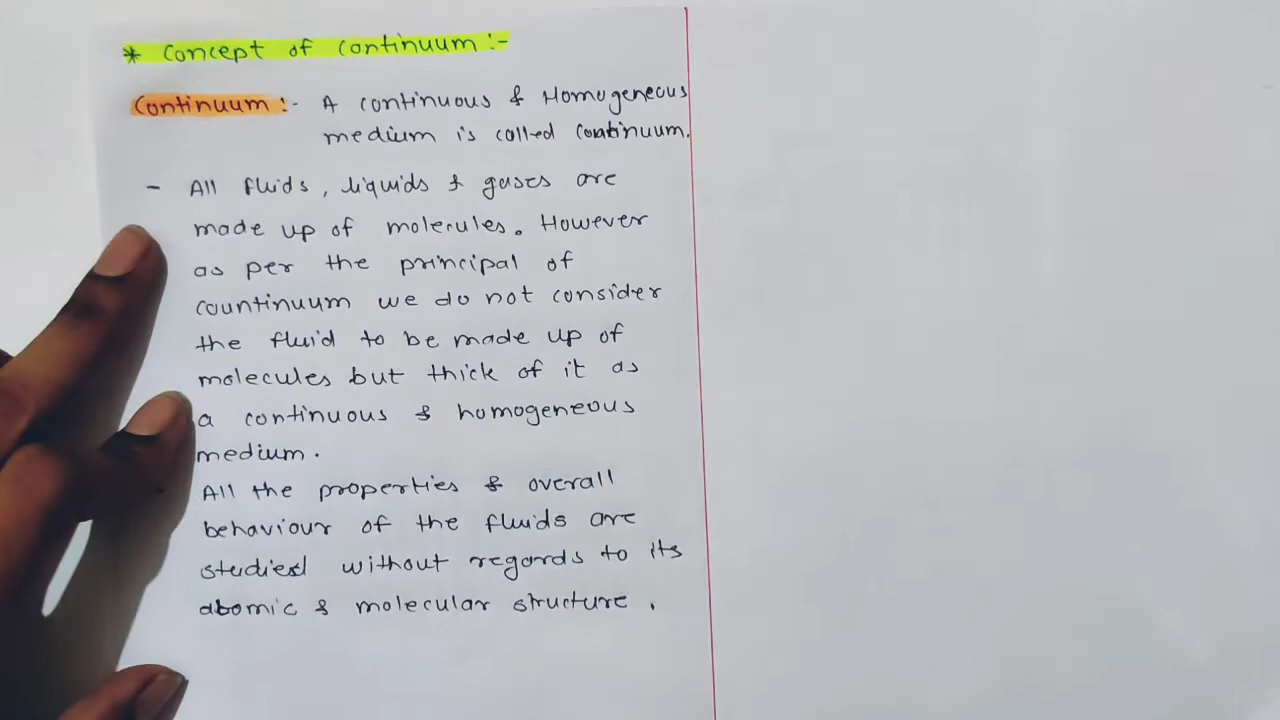 * Concept of Continuum :-
Continuum :- A continuous & Homogeneous
medium is called Continuum.
- All fluids, liquids & gases are
made up of molecules. However
as per the principal of
countinuum we do not consider
the fluid to be made up of
molecules but thick of it as
a continuous & homogeneous
medium.
All the properties & overall
behaviour of the fluids are
studied without regards to its
atomic & molecular structure.